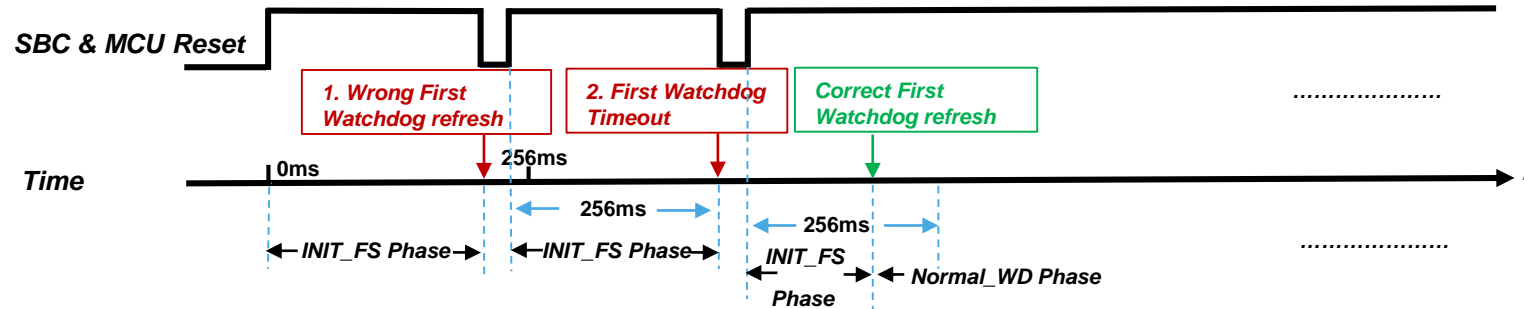 SBC & MCU Reset
1. Wrong First
Watchdog refresh
2. First Watchdog
Timeout
Correct First
Watchdog refresh
…………………
0ms
256ms
Time
256ms
256ms
INIT_FS Phase
INIT_FS Phase
INIT_FS
Phase
Normal_WD Phase
…………………